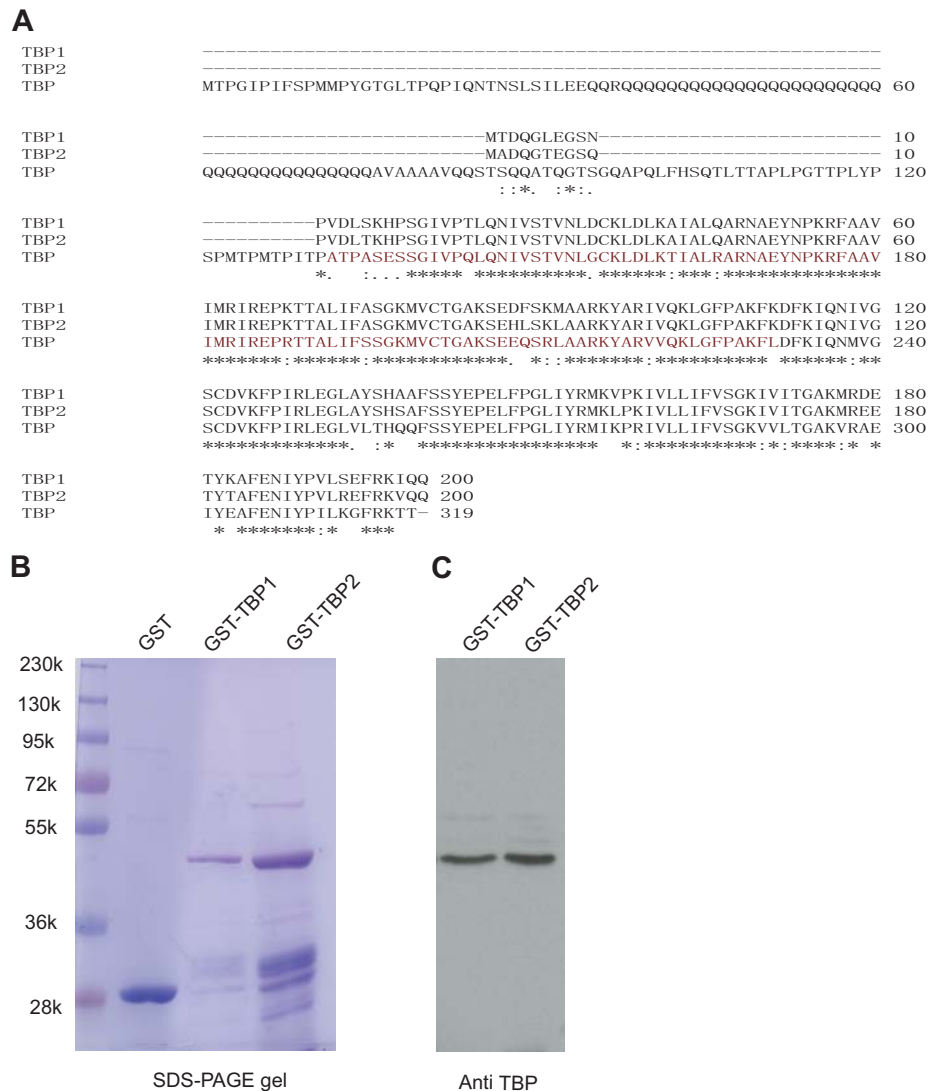 A
TBP1 ------------------------------------------------------------
TBP2 ------------------------------------------------------------
TBP MTPGIPIFSPMMPYGTGLTPQPIQNTNSLSILEEQQRQQQQQQQQQQQQQQQQQQQQQQQ 60
TBP1 -------------------------MTDQGLEGSN------------------------- 10
TBP2 -------------------------MADQGTEGSQ------------------------- 10
TBP QQQQQQQQQQQQQQQAVAAAAVQQSTSQQATQGTSGQAPQLFHSQTLTTAPLPGTTPLYP 120
::*. :*:.
TBP1 ----------PVDLSKHPSGIVPTLQNIVSTVNLDCKLDLKAIALQARNAEYNPKRFAAV 60
TBP2 ----------PVDLTKHPSGIVPTLQNIVSTVNLDCKLDLKAIALQARNAEYNPKRFAAV 60
TBP SPMTPMTPITPATPASESSGIVPQLQNIVSTVNLGCKLDLKTIALRARNAEYNPKRFAAV 180
*. :... ***** **********.******:***:**************
TBP1 IMRIREPKTTALIFASGKMVCTGAKSEDFSKMAARKYARIVQKLGFPAKFKDFKIQNIVG 120
TBP2 IMRIREPKTTALIFASGKMVCTGAKSEHLSKLAARKYARIVQKLGFPAKFKDFKIQNIVG 120
TBP IMRIREPRTTALIFSSGKMVCTGAKSEEQSRLAARKYARVVQKLGFPAKFLDFKIQNMVG 240
*******:******:************. *::*******:********** ******:**
TBP1 SCDVKFPIRLEGLAYSHAAFSSYEPELFPGLIYRMKVPKIVLLIFVSGKIVITGAKMRDE 180
TBP2 SCDVKFPIRLEGLAYSHSAFSSYEPELFPGLIYRMKLPKIVLLIFVSGKIVITGAKMREE 180
TBP SCDVKFPIRLEGLVLTHQQFSSYEPELFPGLIYRMIKPRIVLLIFVSGKVVLTGAKVRAE 300
*************. :* **************** *:**********:*:****:* *
TBP1 TYKAFENIYPVLSEFRKIQQ 200
TBP2 TYTAFENIYPVLREFRKVQQ 200
TBP IYEAFENIYPILKGFRKTT- 319
* *******:* ***
B
GST
GST-TBP1
GST-TBP2
230k
130k
95k
72k
55k
36k
28k
SDS-PAGE gel
C
GST-TBP1
GST-TBP2
Anti TBP